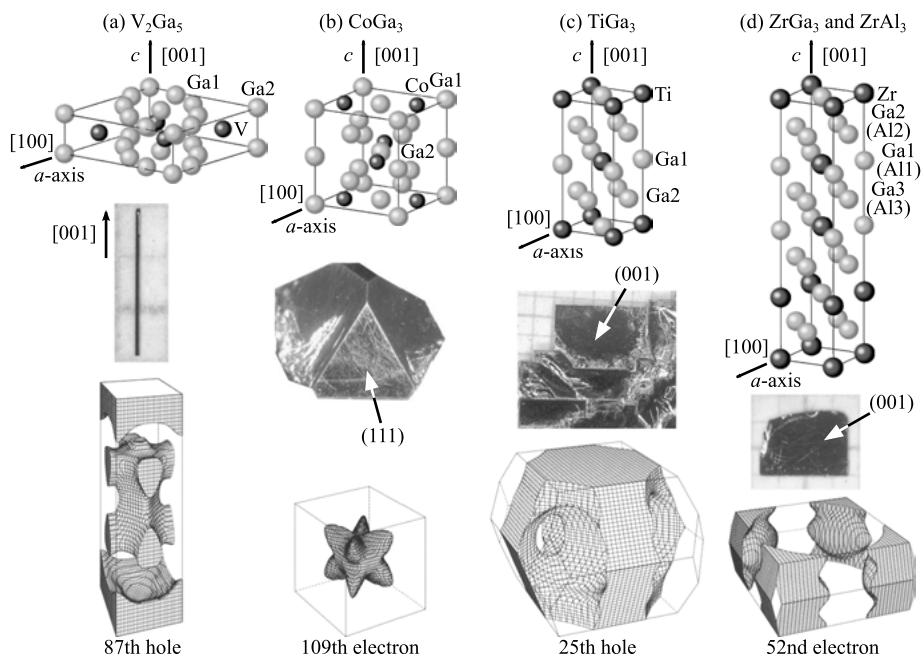 (a) V₂Ga₅
(b) CoGa₃
(c) TiGa₃
(d) ZrGa₃ and ZrAl₃
c [001]
Ga1
Ga2
V
[100]
a-axis
[001]
87th hole
c [001]
Co
Ga1
Ga2
[100]
a-axis
(111)
109th electron
c [001]
Ti
Ga1
Ga2
[100]
a-axis
(001)
25th hole
c [001]
Zr
Ga2
(Al2)
Ga1
(Al1)
Ga3
(Al3)
[100]
a-axis
(001)
52nd electron